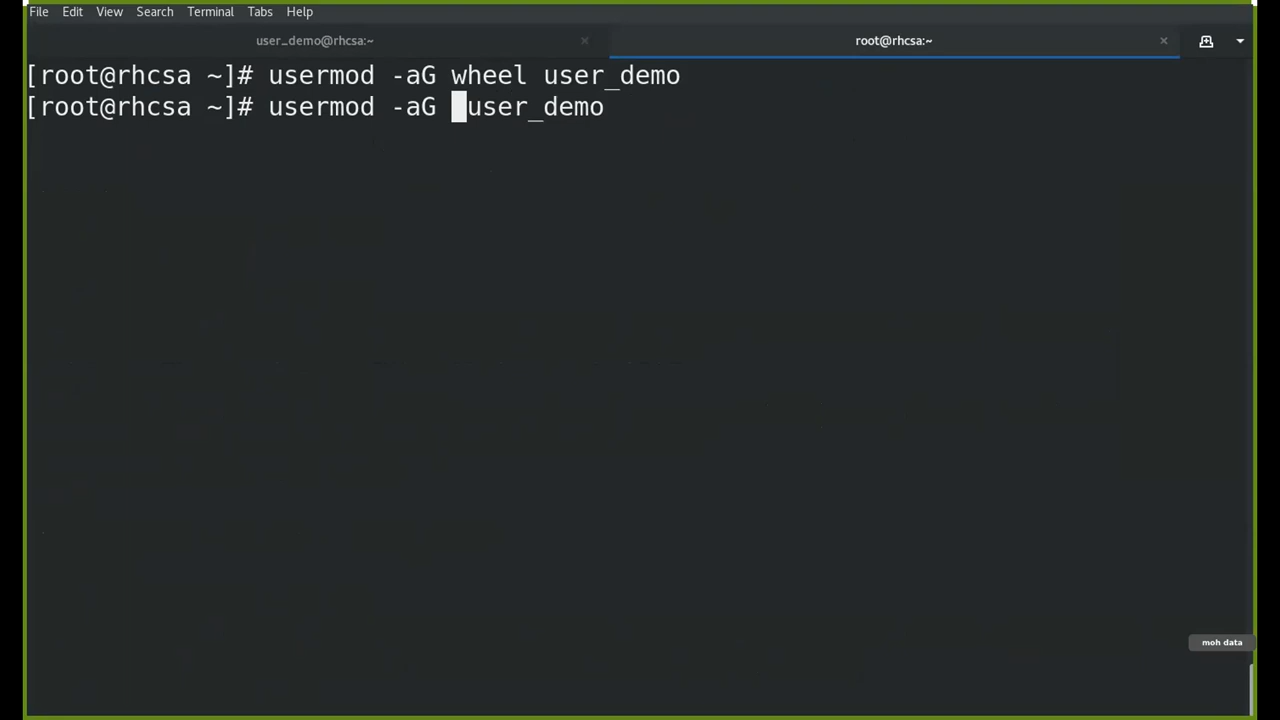 File Edit View Search Terminal Tabs Help
user_demo@rhcsa:~ × root@rhcsa:~ ×
[root@rhcsa ~]# usermod -aG wheel user_demo
[root@rhcsa ~]# usermod -aG user_demo
moh data